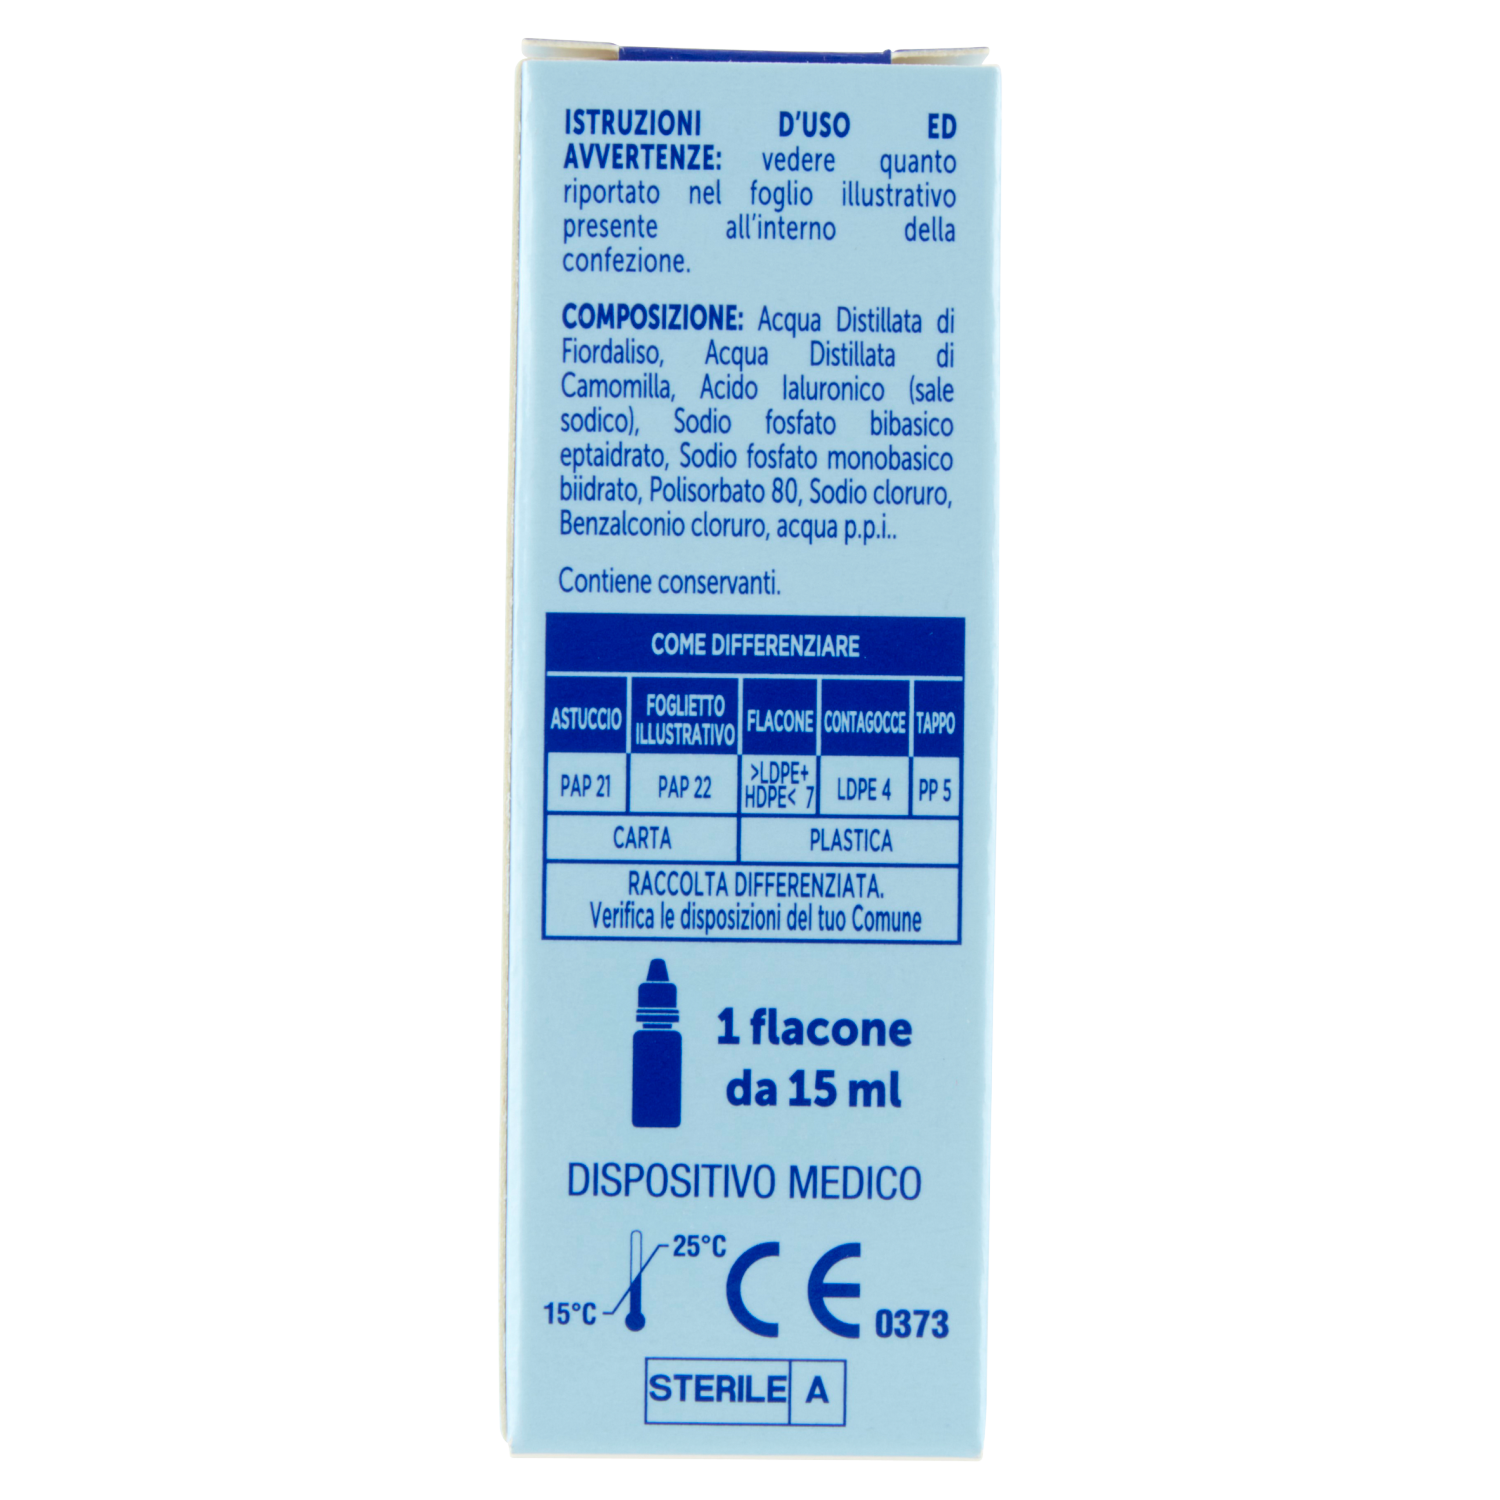 ISTRUZIONI D'USO ED
AVVERTENZE: vedere quanto
riportato nel foglio illustrativo
presente all'interno della
confezione.
COMPOSIZIONE: Acqua Distillata di
Fiordaliso, Acqua Distillata di
Camomilla, Acido Ialuronico (sale
sodico), Sodio fosfato bibasico
eptaidrato, Sodio fosfato monobasico
biidrato, Polisorbato 80, Sodio cloruro,
Benzalconio cloruro, acqua p.p.i..
Contiene conservanti.
COME DIFFERENZIARE
ASTUCCIO FOGLIETTO ILLUSTRATIVO FLACONE CONTAGOCCE TAPPO
PAP 21 PAP 22 >LDPE+ HDPE< 7 LDPE 4 PP 5
CARTA PLASTICA
RACCOLTA DIFFERENZIATA.
Verifica le disposizioni del tuo Comune
1 flacone
da 15 ml
DISPOSITIVO MEDICO
25°C
15°C
CE 0373
STERILE A